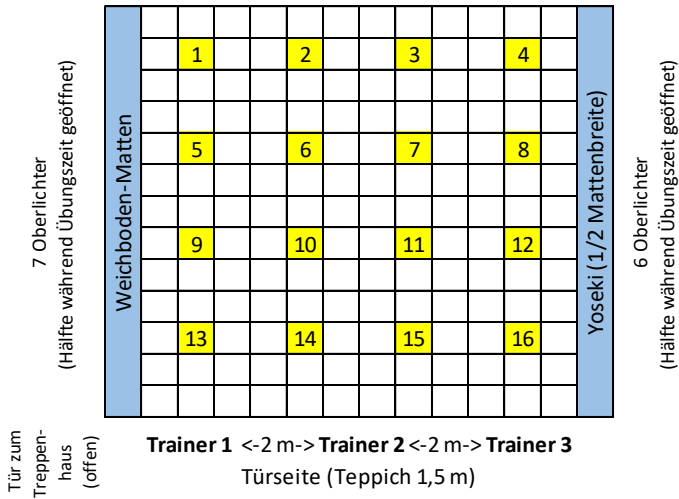 7 Oberlichter
(Hälfte während Übungszeit geöffnet)
Weichboden-Matten
1 2 3 4
5 6 7 8
9 10 11 12
13 14 15 16
Yoseki (1/2 Mattenbreite)
6 Oberlichter
(Hälfte während Übungszeit geöffnet)
Tür zum
Treppen-
haus
(offen)
Trainer 1 <-2 m-> Trainer 2 <-2 m-> Trainer 3
Türseite (Teppich 1,5 m)